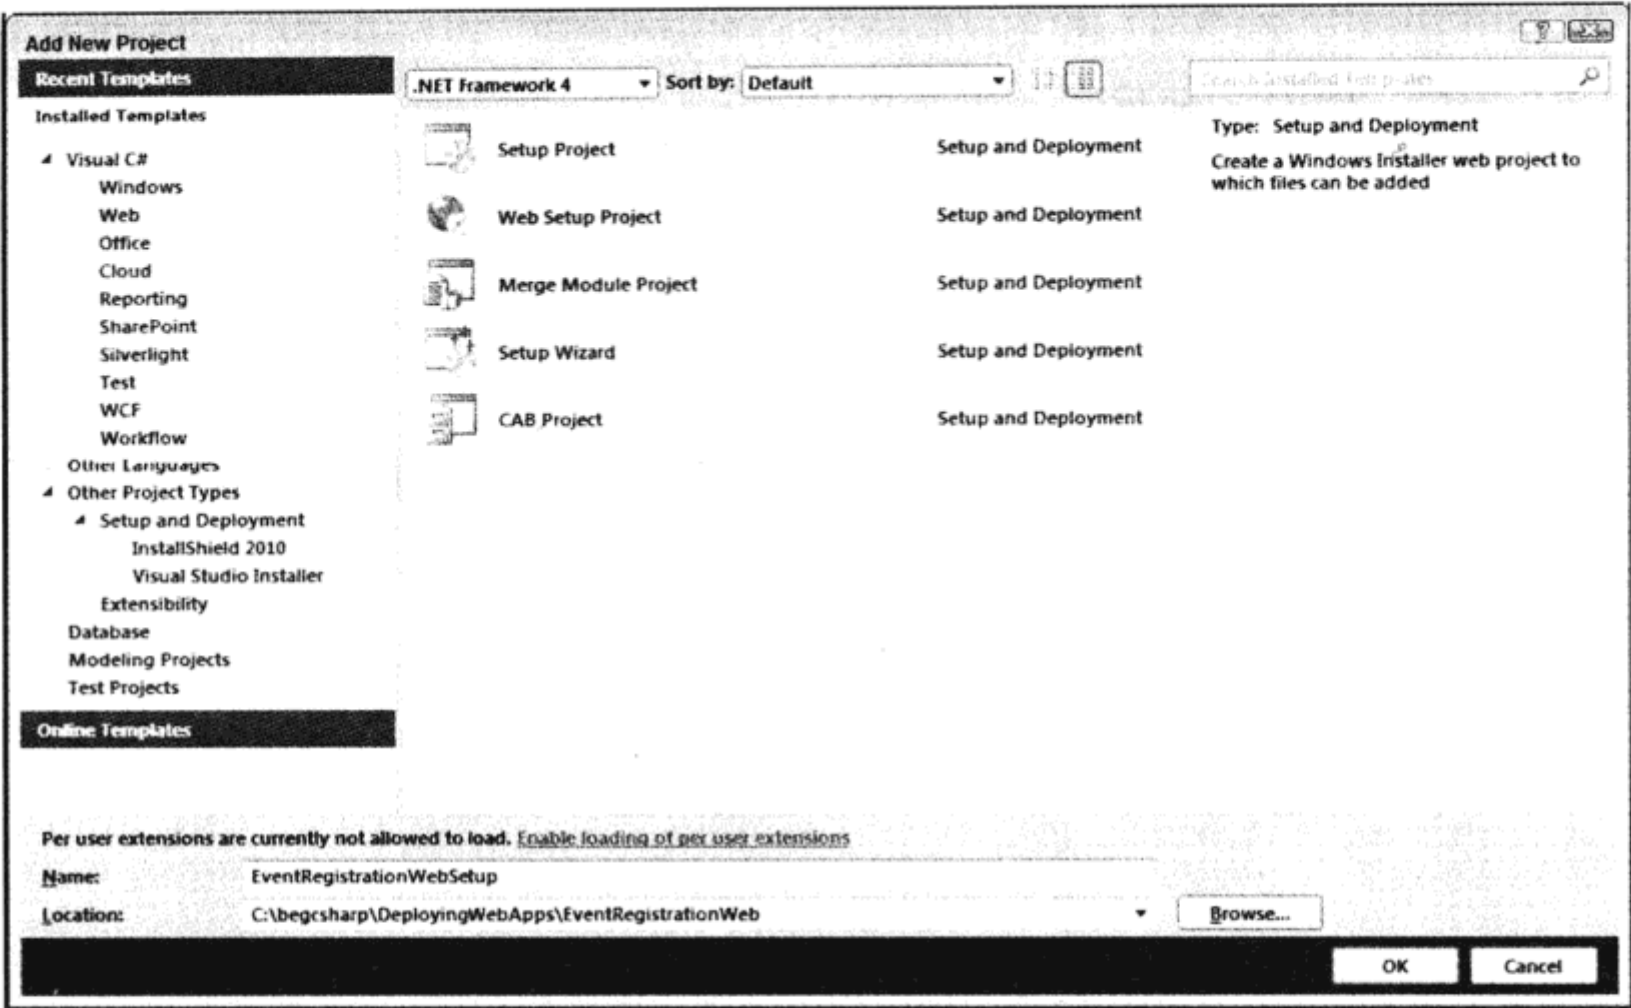 Add New Project
Recent Templates
.NET Framework 4
Sort by: Default
Search Installed Templates
Installed Templates
Visual C#
Windows
Web
Office
Cloud
Reporting
SharePoint
Silverlight
Test
WCF
Workflow
Other Languages
Other Project Types
Setup and Deployment
InstallShield 2010
Visual Studio Installer
Extensibility
Database
Modeling Projects
Test Projects
Online Templates
Setup Project Setup and Deployment
Web Setup Project Setup and Deployment
Merge Module Project Setup and Deployment
Setup Wizard Setup and Deployment
CAB Project Setup and Deployment
Type: Setup and Deployment
Create a Windows Installer web project to
which files can be added
Per user extensions are currently not allowed to load. Enable loading of per user extensions
Name: EventRegistrationWebSetup
Location: C:\begcsharp\DeployingWebApps\EventRegistrationWeb
Browse...
OK Cancel